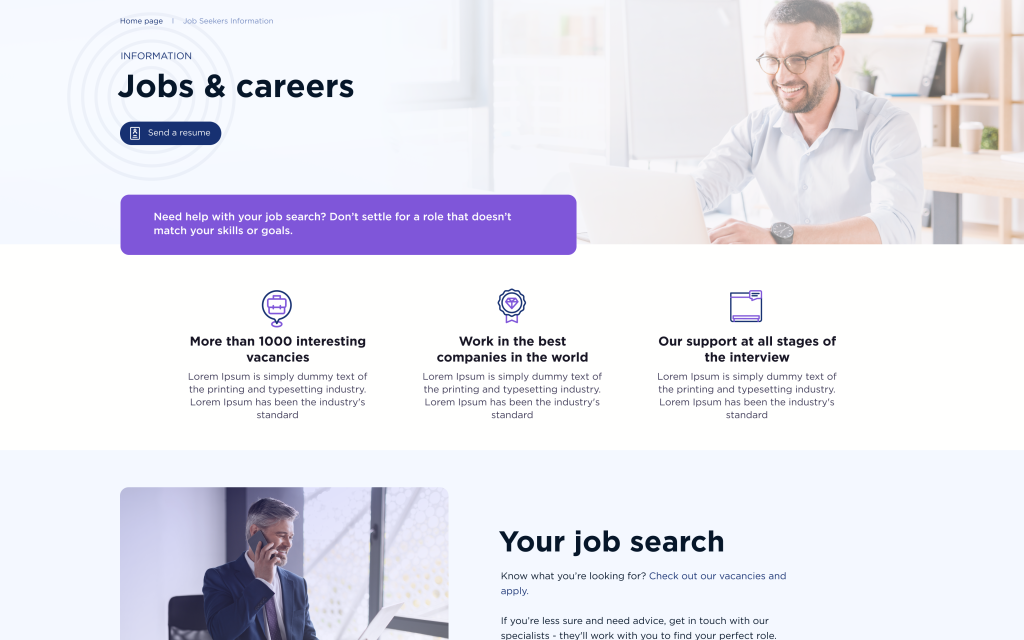 Home page | Job Seekers Information
INFORMATION
Jobs & careers
Send a resume
Need help with your job search? Don't settle for a role that doesn't
match your skills or goals.
More than 1000 interesting
vacancies
Lorem Ipsum is simply dummy text of
the printing and typesetting industry.
Lorem Ipsum has been the industry's
standard
Work in the best
companies in the world
Lorem Ipsum is simply dummy text of
the printing and typesetting industry.
Lorem Ipsum has been the industry's
standard
Our support at all stages of
the interview
Lorem Ipsum is simply dummy text of
the printing and typesetting industry.
Lorem Ipsum has been the industry's
standard
Your job search
Know what you're looking for? Check out our vacancies and
apply.
If you're less sure and need advice, get in touch with our
specialists - they'll work with you to find your perfect role.